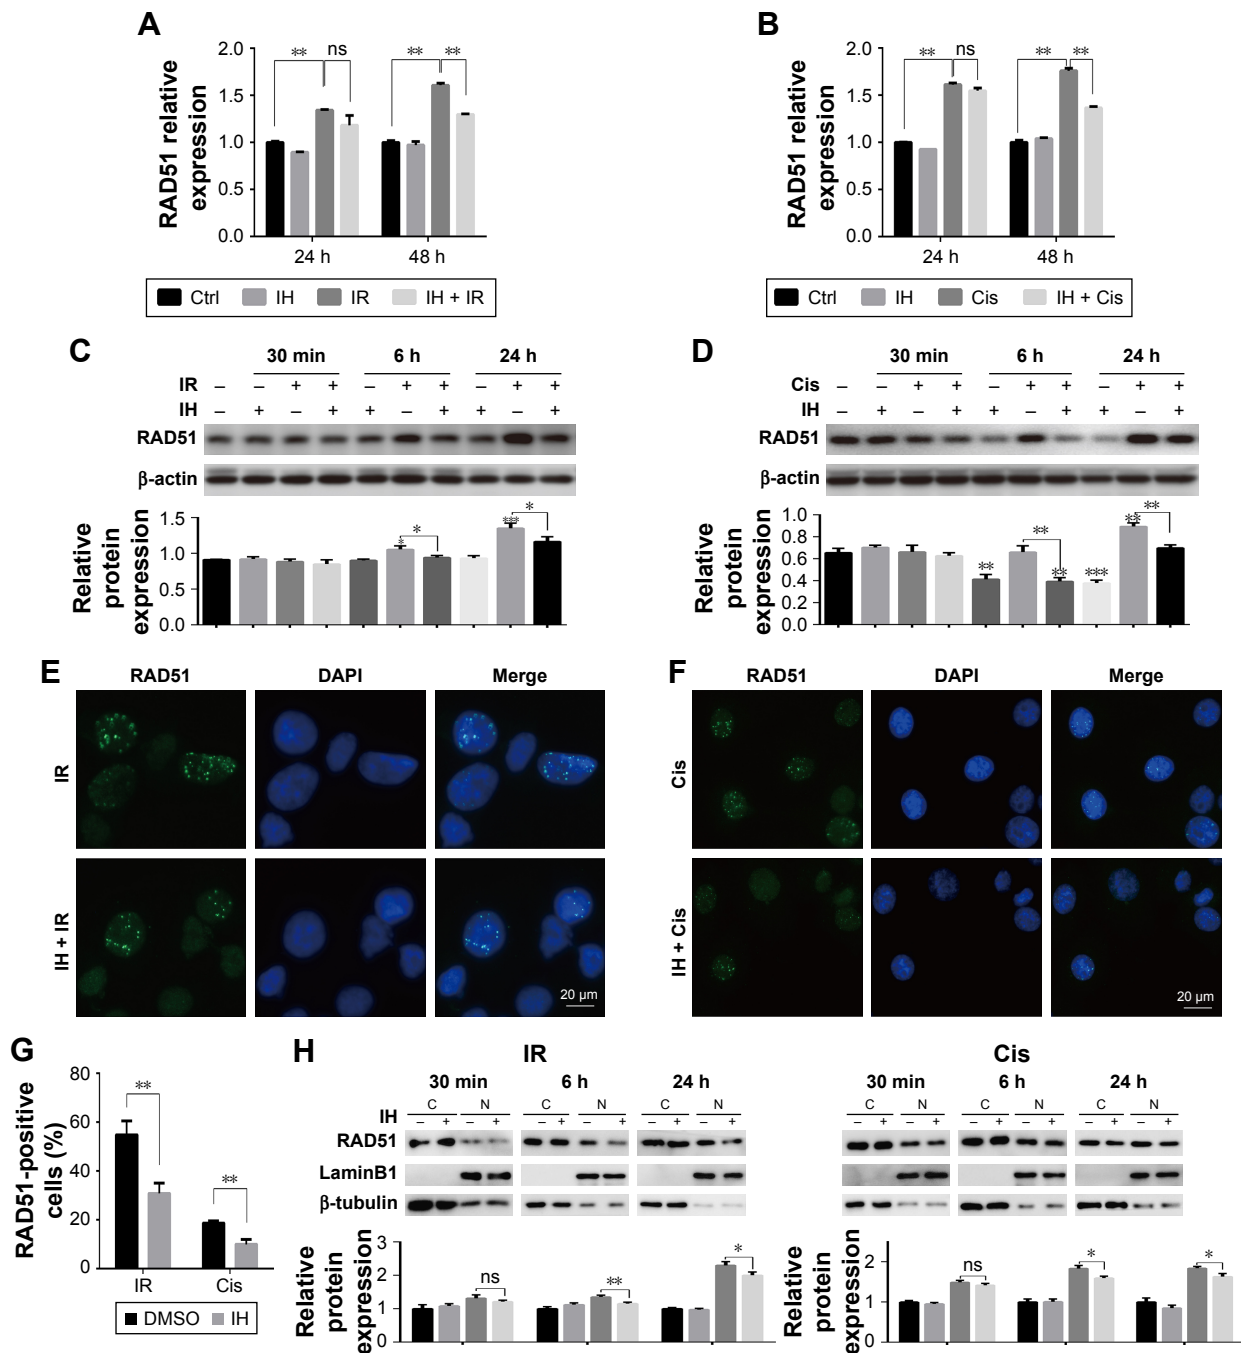 A
RAD51 relative
expression
2.0
1.5
1.0
0.5
0.0
** ns ** **
24 h 48 h
Ctrl IH IR IH + IR
B
RAD51 relative
expression
2.0
1.5
1.0
0.5
0.0
** ns ** **
24 h 48 h
Ctrl IH Cis IH + Cis
C
30 min 6 h 24 h
IR – – + + – + + – + +
IH – + – + + – + + – +
RAD51
β-actin
Relative
protein
expression
1.5
1.0
0.5
0.0
* * *** *
D
30 min 6 h 24 h
Cis – – + + – + + – + +
IH – + – + + – + + – +
RAD51
β-actin
Relative
protein
expression
1.0
0.8
0.6
0.4
0.2
0.0
** ** ** *** ** **
E
RAD51 DAPI Merge
IR
IH + IR
20 µm
F
RAD51 DAPI Merge
Cis
IH + Cis
20 µm
G
RAD51-positive
cells (%)
80
60
40
20
0
** **
IR Cis
DMSO IH
H
IR
30 min 6 h 24 h
C N C N C N
IH – + – + – + – + – + – +
RAD51
LaminB1
β-tubulin
Relative
protein
expression
3
2
1
0
ns ** *
Cis
30 min 6 h 24 h
C N C N C N
– + – + – + – + – + – +
Relative
protein
expression
2
1
0
ns * *